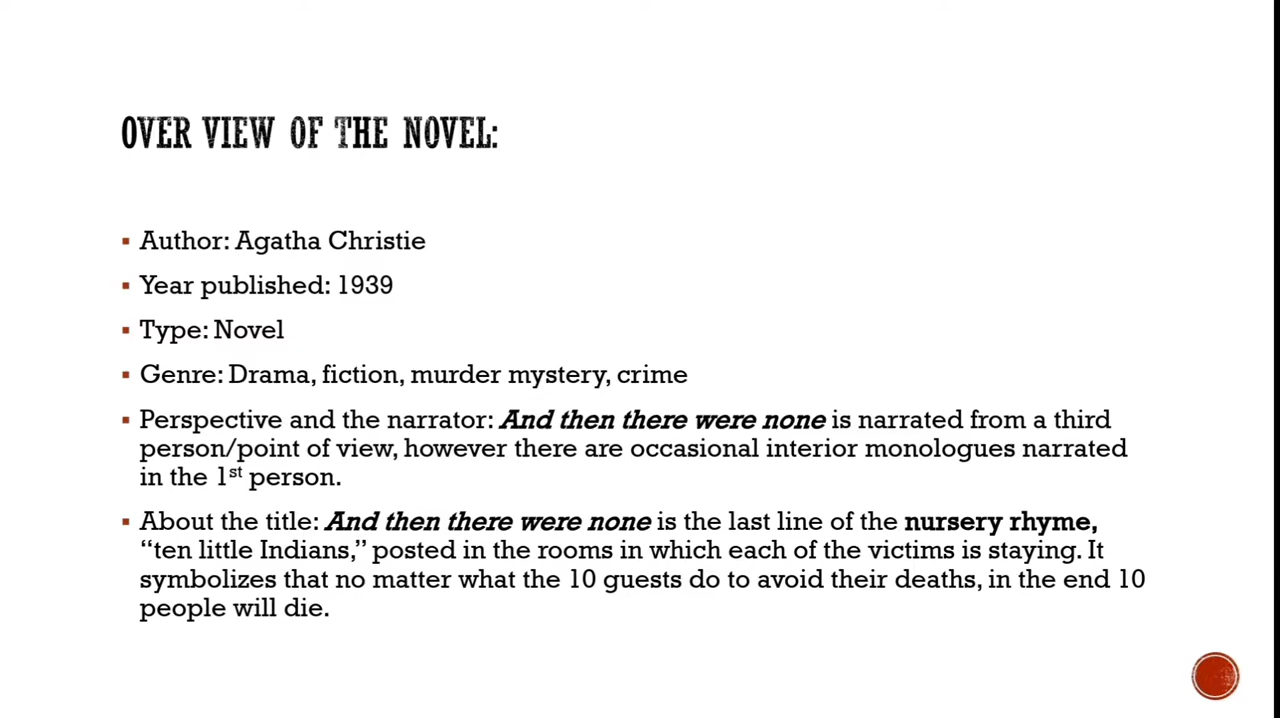 OVER VIEW OF THE NOVEL:
▪ Author: Agatha Christie
▪ Year published: 1939
▪ Type: Novel
▪ Genre: Drama, fiction, murder mystery, crime
▪ Perspective and the narrator: And then there were none is narrated from a third
person/point of view, however there are occasional interior monologues narrated
in the 1st person.
▪ About the title: And then there were none is the last line of the nursery rhyme,
“ten little Indians,” posted in the rooms in which each of the victims is staying. It
symbolizes that no matter what the 10 guests do to avoid their deaths, in the end 10
people will die.